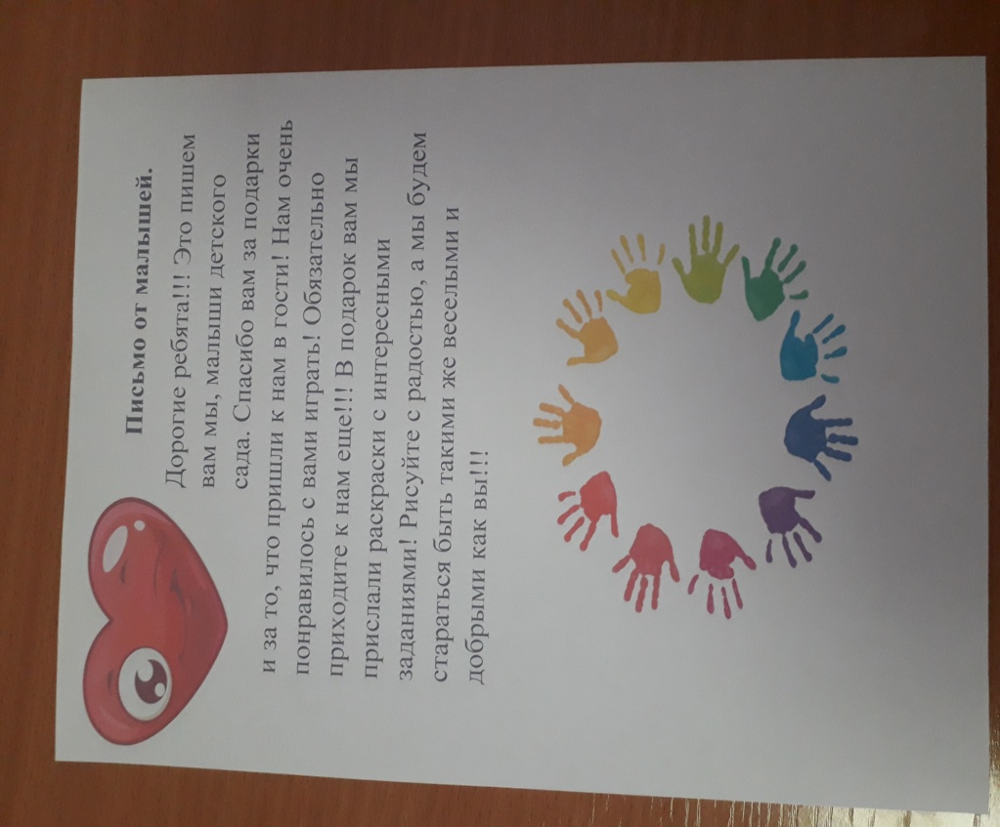 Письмо от малышей.
Дорогие ребята!!! Это пишем
вам мы, малыши детского
сада. Спасибо вам за подарки
и за то, что пришли к нам в гости! Нам очень
понравилось с вами играть! Обязательно
приходите к нам еще!!! В подарок вам мы
прислали раскраски с интересными
заданиями! Рисуйте с радостью, а мы будем
стараться быть такими же веселыми и
добрыми как вы!!!